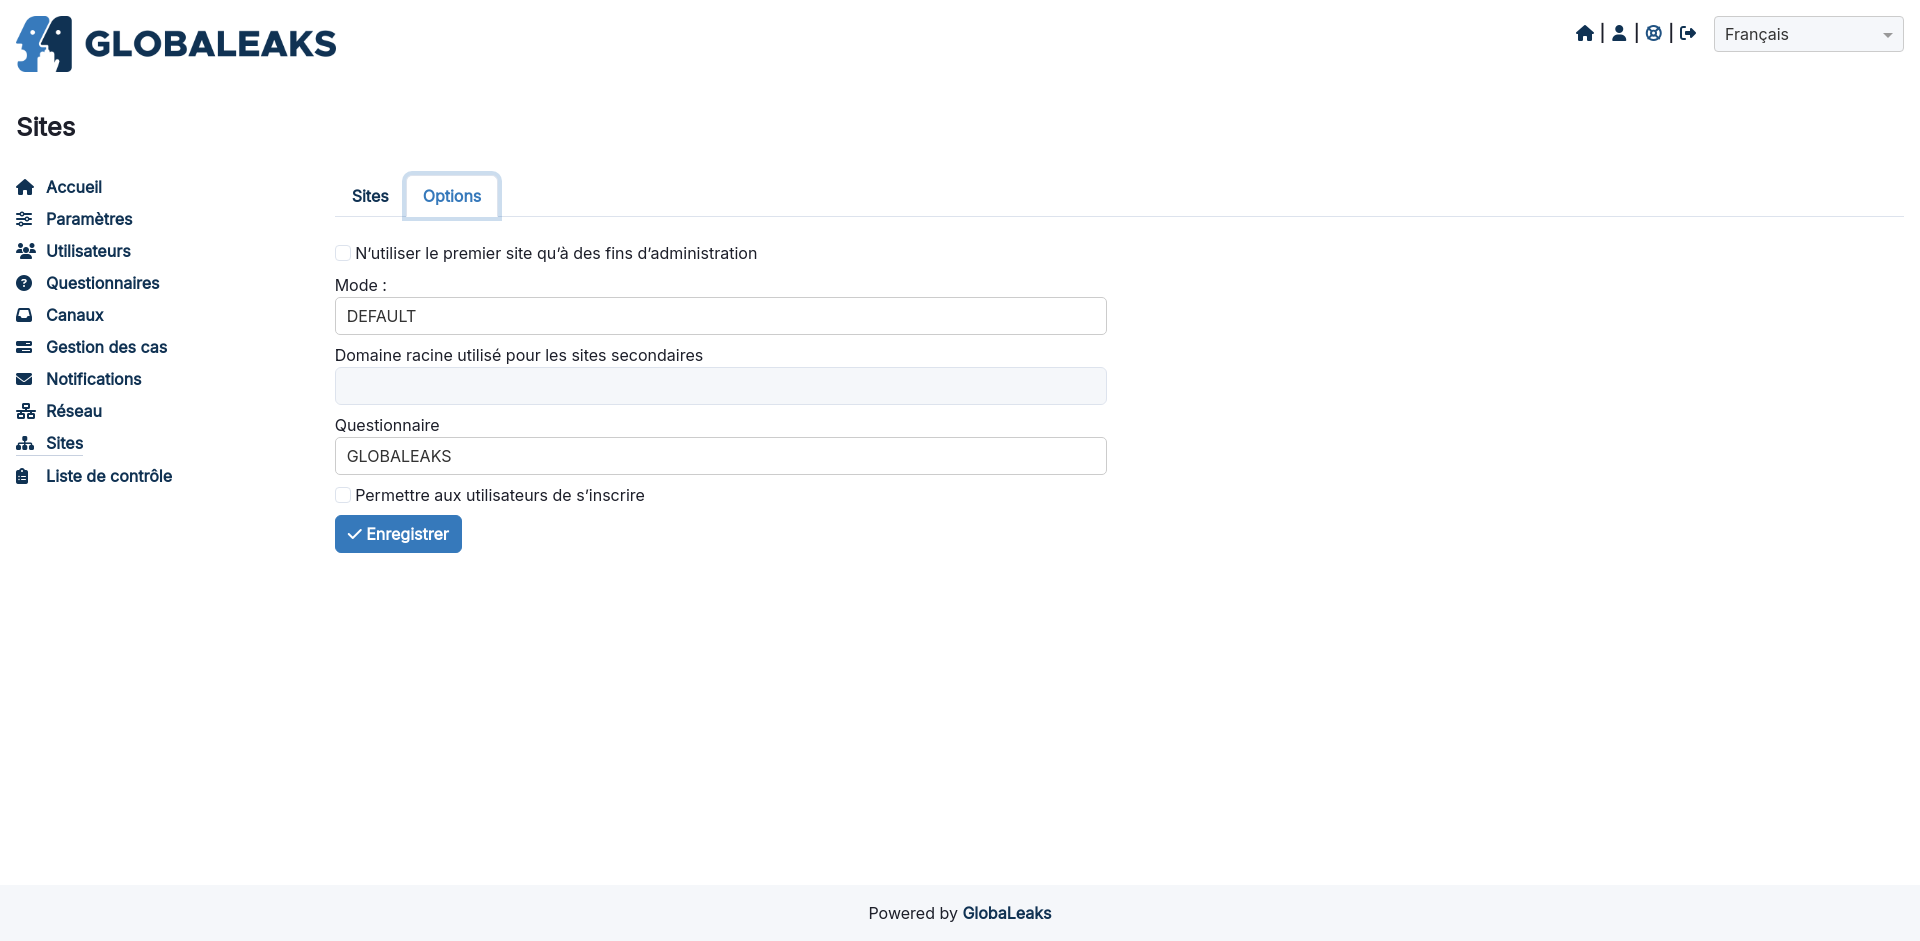 GLOBALEAKS
Français
Sites
Accueil
Paramètres
Utilisateurs
Questionnaires
Canaux
Gestion des cas
Notifications
Réseau
Sites
Liste de contrôle
Sites Options
N’utiliser le premier site qu’à des fins d’administration
Mode :
DEFAULT
Domaine racine utilisé pour les sites secondaires
Questionnaire
GLOBALEAKS
Permettre aux utilisateurs de s’inscrire
Enregistrer
Powered by GlobaLeaks